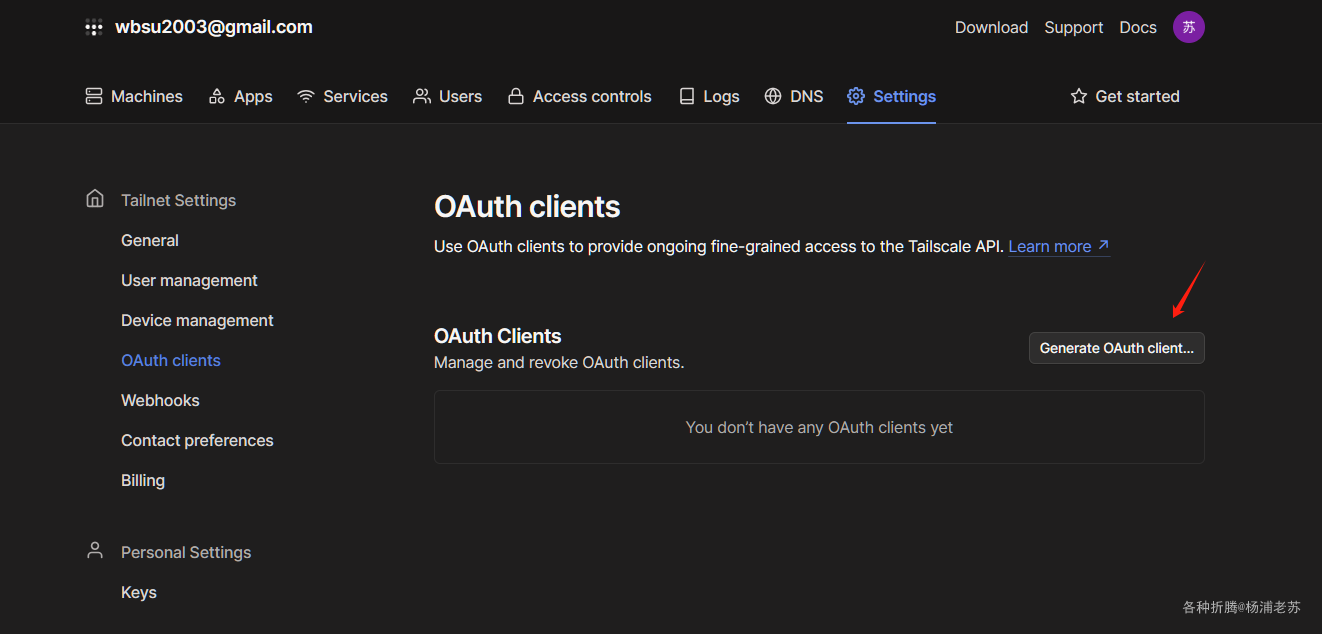 wbsu2003@gmail.com
Download Support Docs 苏
Machines Apps Services Users Access controls Logs DNS Settings Get started
Tailnet Settings
General
User management
Device management
OAuth clients
Webhooks
Contact preferences
Billing
Personal Settings
Keys
OAuth clients
Use OAuth clients to provide ongoing fine-grained access to the Tailscale API. Learn more ↗
OAuth Clients
Manage and revoke OAuth clients.
Generate OAuth client...
You don’t have any OAuth clients yet
各种折腾@杨浦老苏